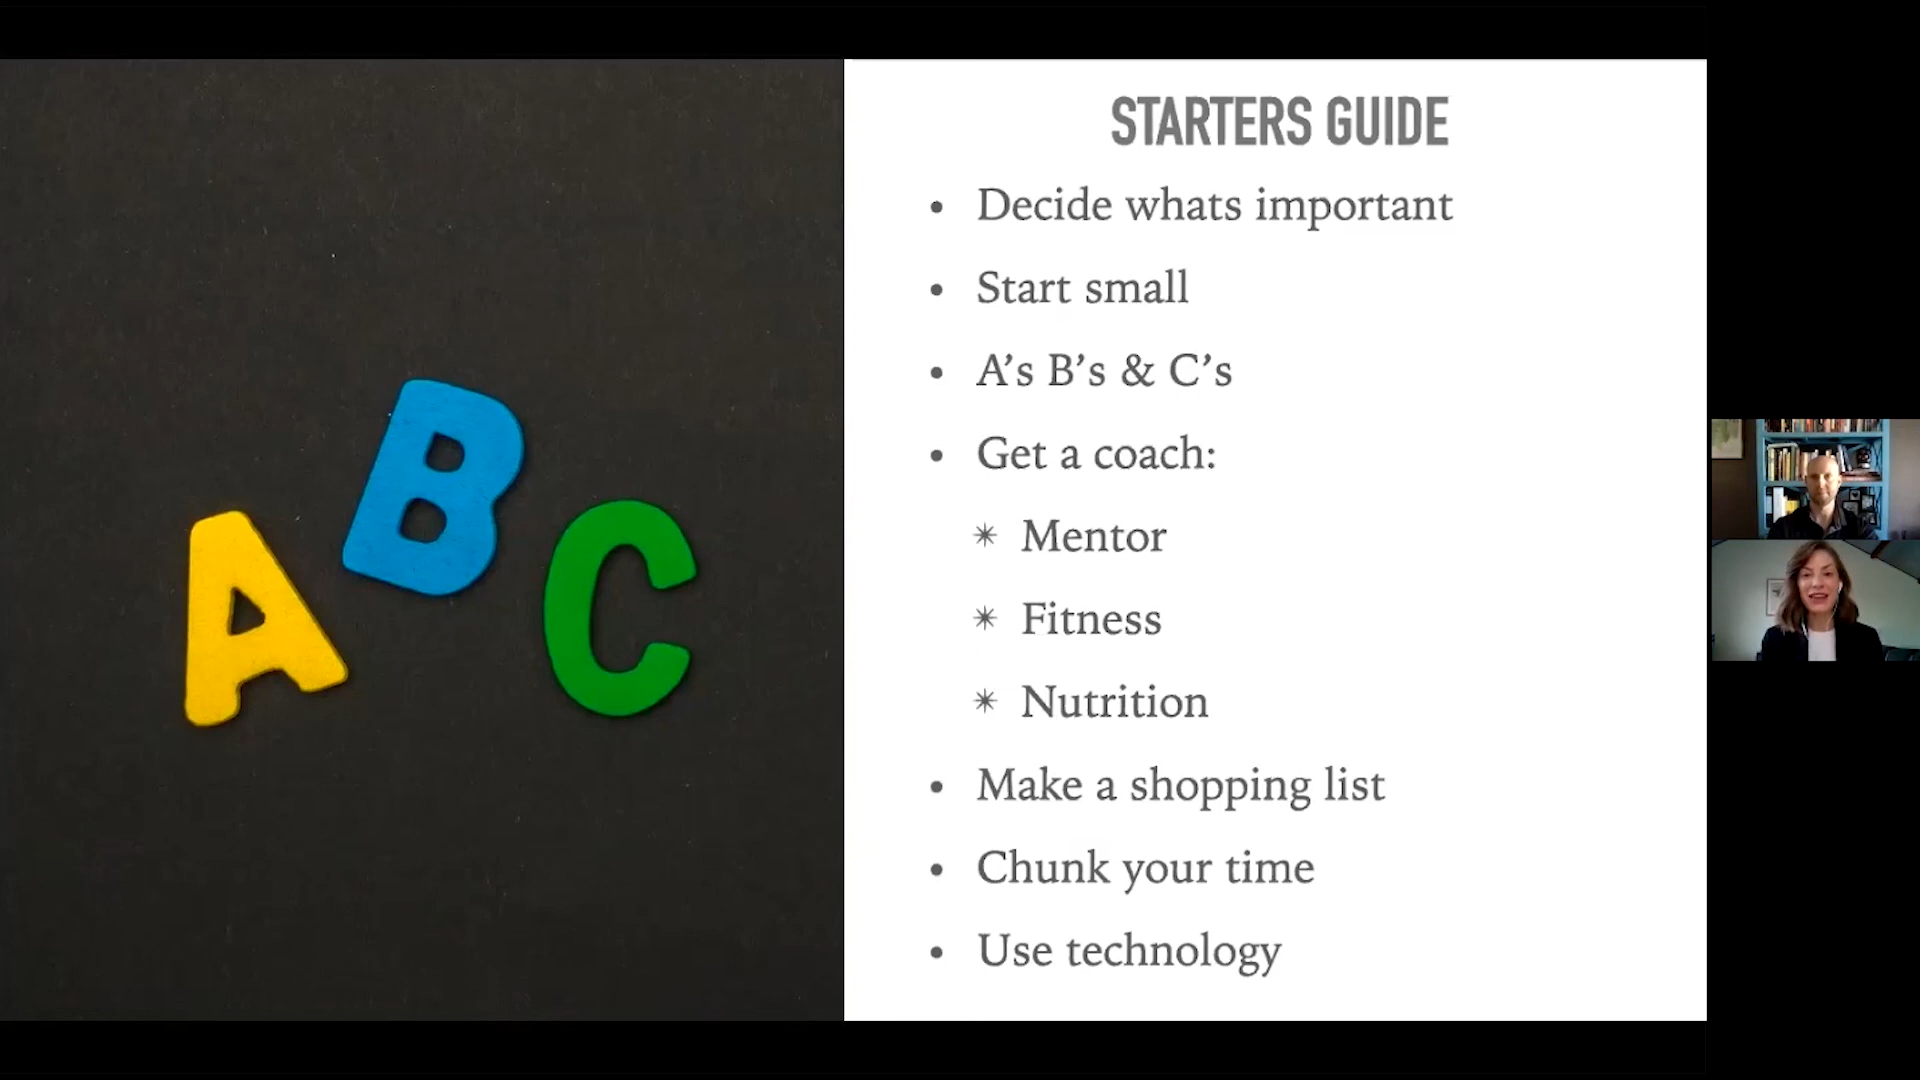 A
B
C
STARTERS GUIDE
• Decide whats important
• Start small
• A’s B’s & C’s
• Get a coach:
✳ Mentor
✳ Fitness
✳ Nutrition
• Make a shopping list
• Chunk your time
• Use technology